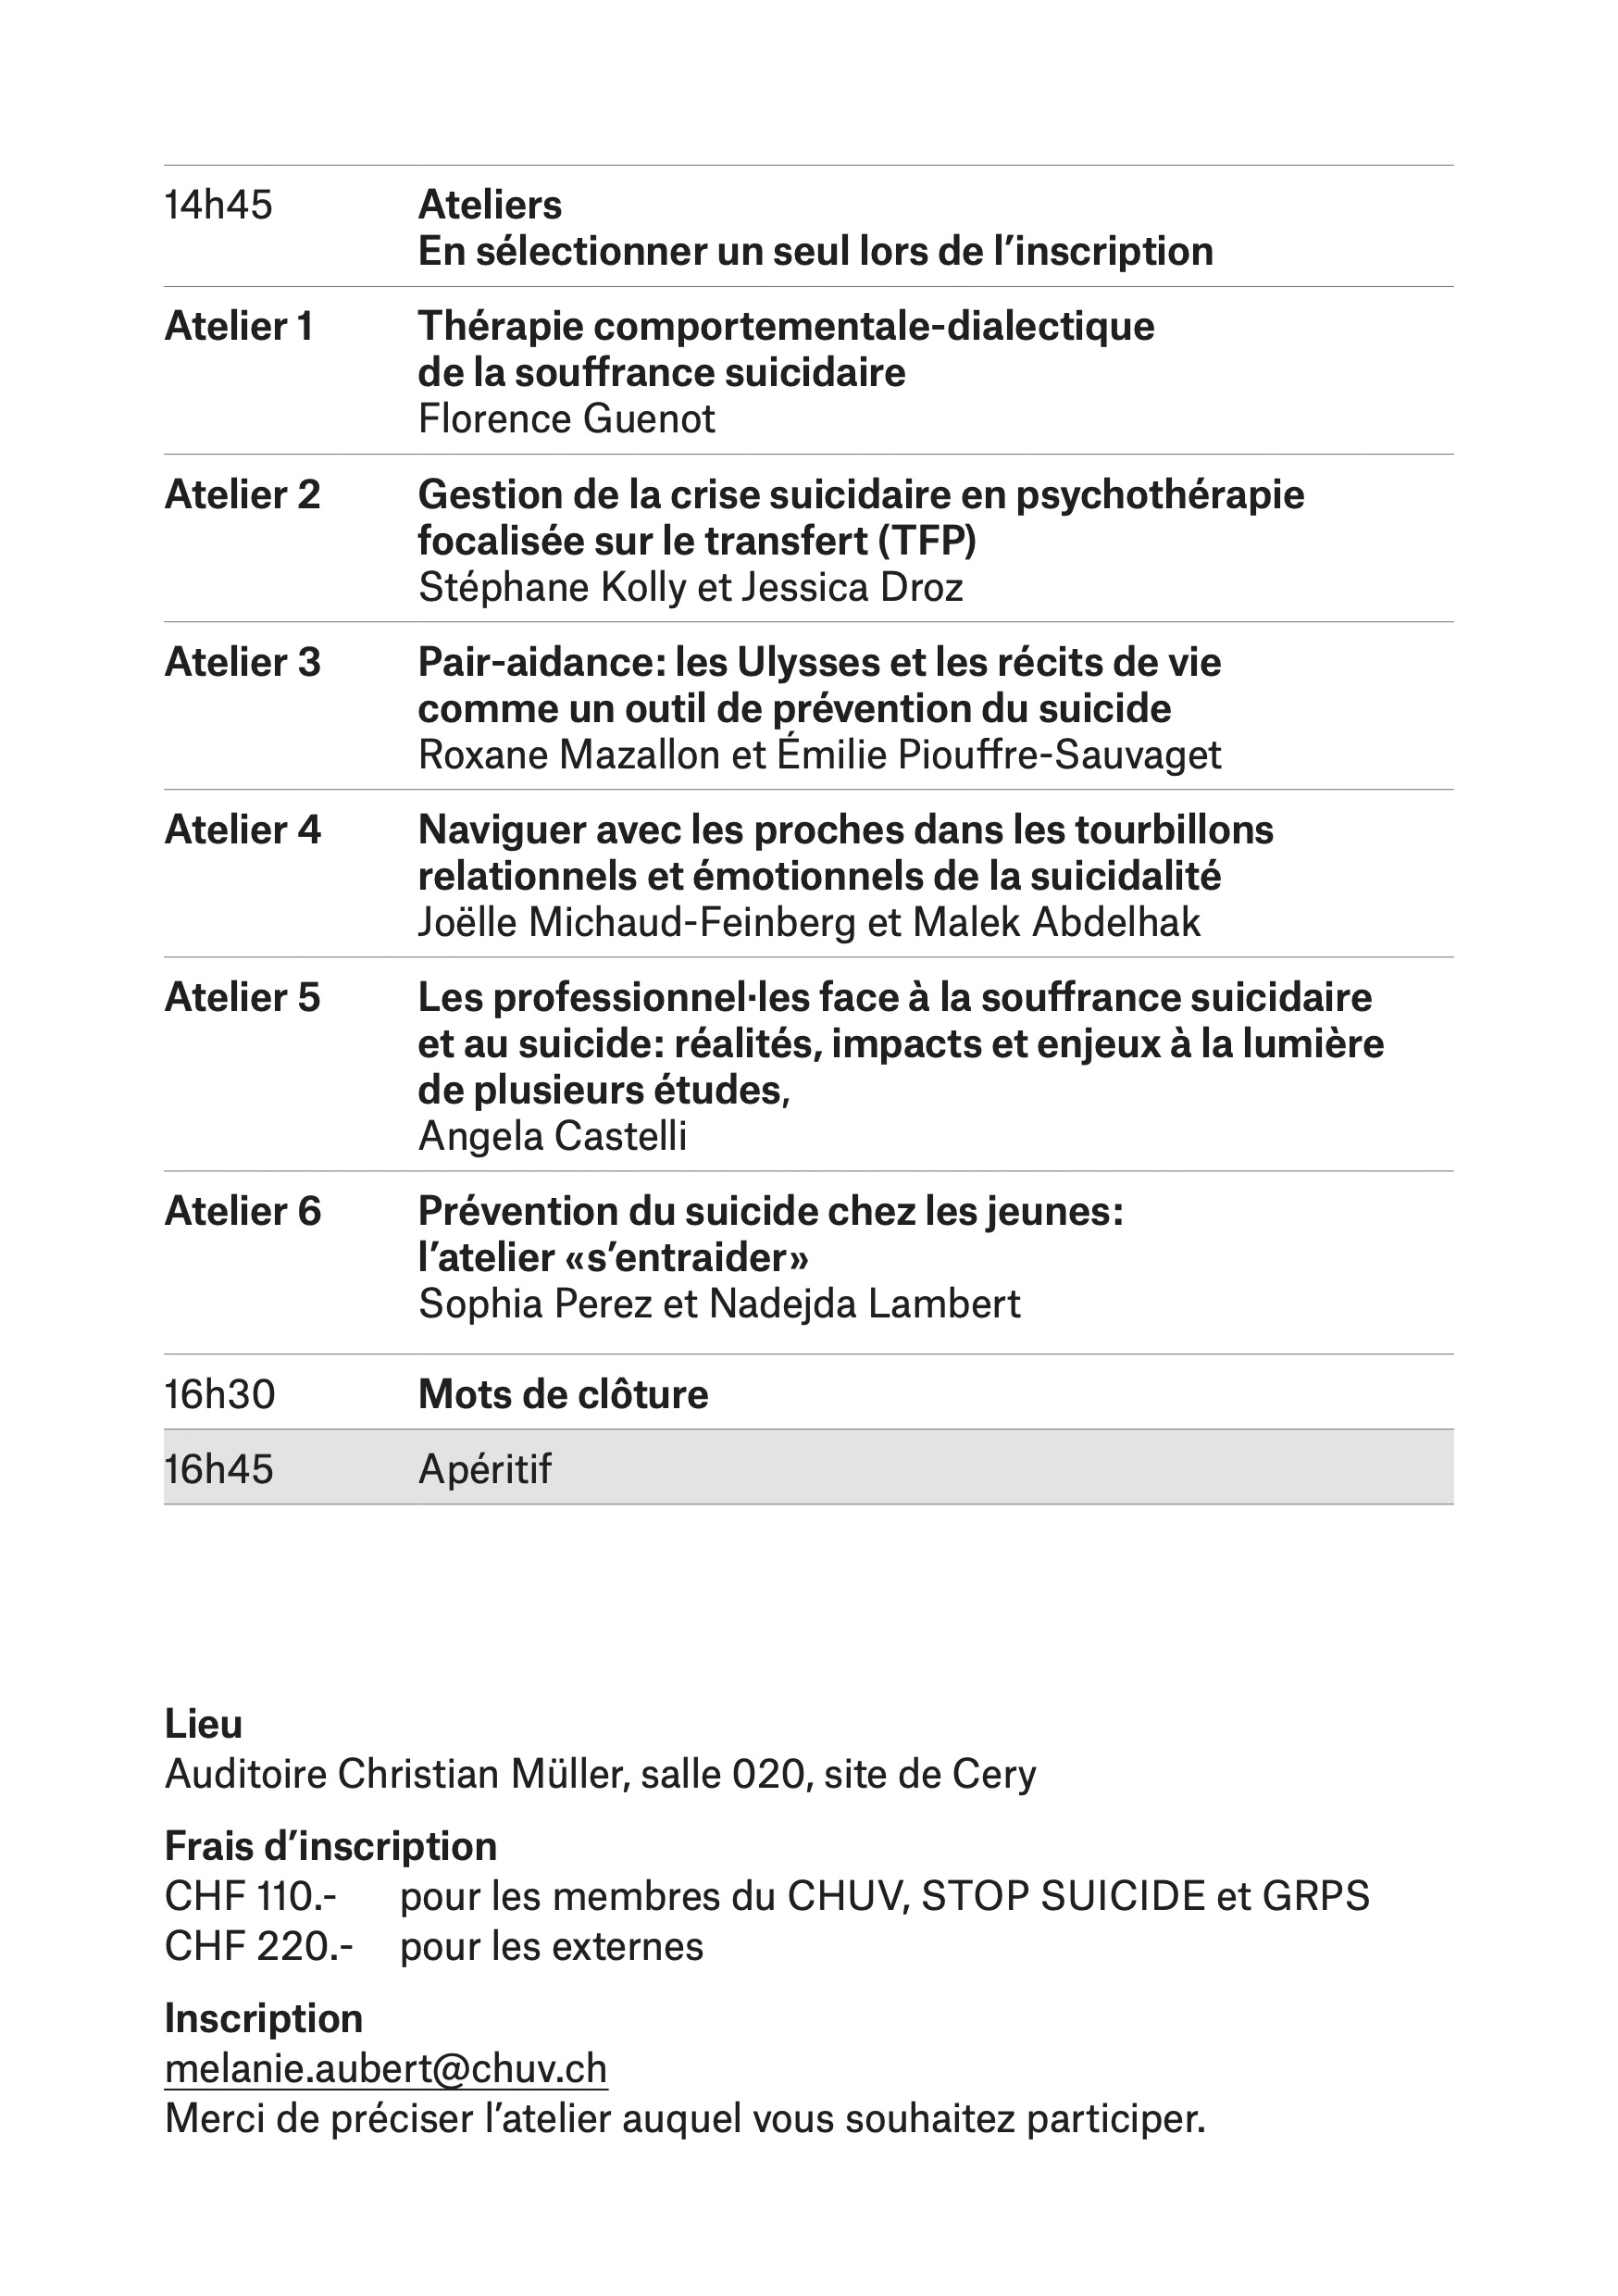 14h45 Ateliers
En sélectionner un seul lors de l’inscription
Atelier 1 Thérapie comportementale-dialectique
de la souffrance suicidaire
Florence Guenot
Atelier 2 Gestion de la crise suicidaire en psychothérapie
focalisée sur le transfert (TFP)
Stéphane Kolly et Jessica Droz
Atelier 3 Pair-aidance: les Ulysses et les récits de vie
comme un outil de prévention du suicide
Roxane Mazallon et Émilie Piouffre-Sauvaget
Atelier 4 Naviguer avec les proches dans les tourbillons
relationnels et émotionnels de la suicidalité
Joëlle Michaud-Feinberg et Malek Abdelhak
Atelier 5 Les professionnel·les face à la souffrance suicidaire
et au suicide: réalités, impacts et enjeux à la lumière
de plusieurs études,
Angela Castelli
Atelier 6 Prévention du suicide chez les jeunes:
l’atelier «s’entraider»
Sophia Perez et Nadejda Lambert
16h30 Mots de clôture
16h45 Apéritif
Lieu
Auditoire Christian Müller, salle 020, site de Cery
Frais d’inscription
CHF 110.- pour les membres du CHUV, STOP SUICIDE et GRPS
CHF 220.- pour les externes
Inscription
melanie.aubert@chuv.ch
Merci de préciser l’atelier auquel vous souhaitez participer.